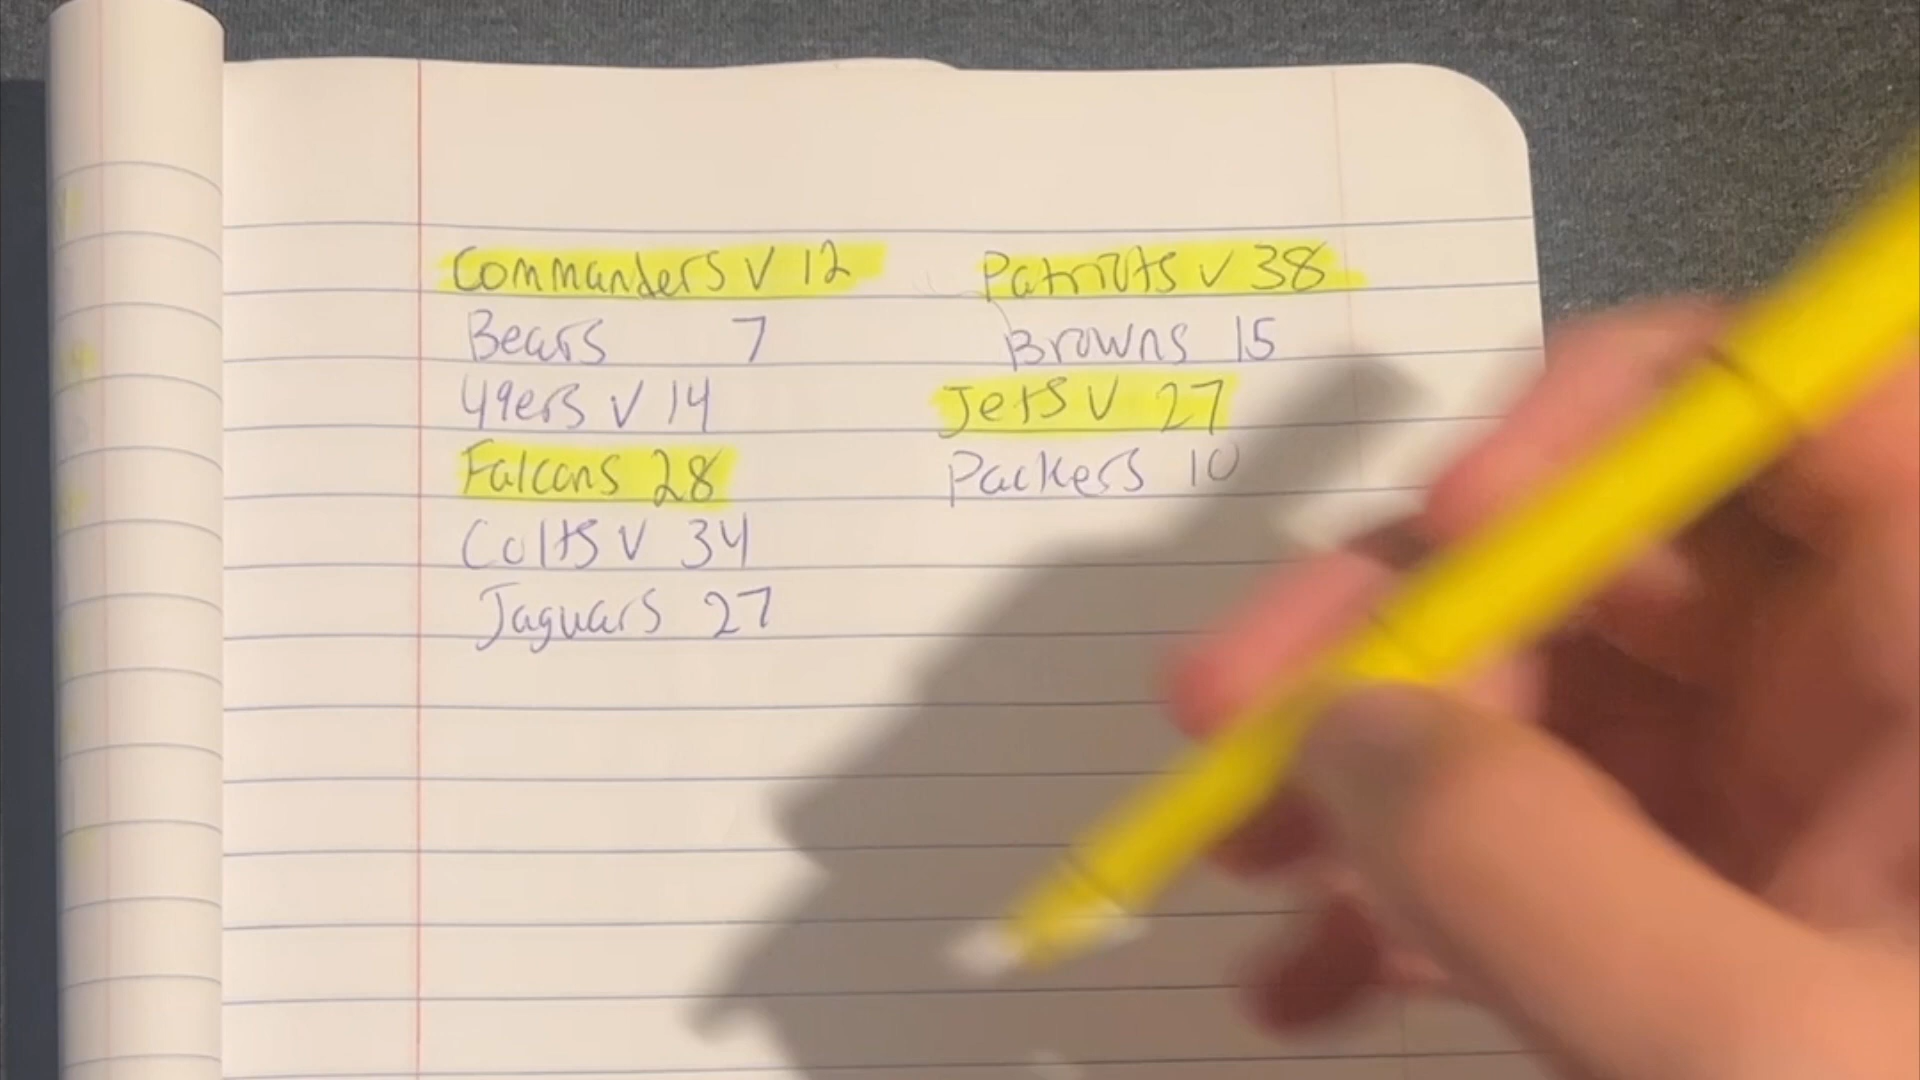 Commanders v 12
Bears 7
49ers v 14
Falcons 28
Colts v 34
Jaguars 27
Patriots v 38
Browns 15
Jets v 27
Packers 10